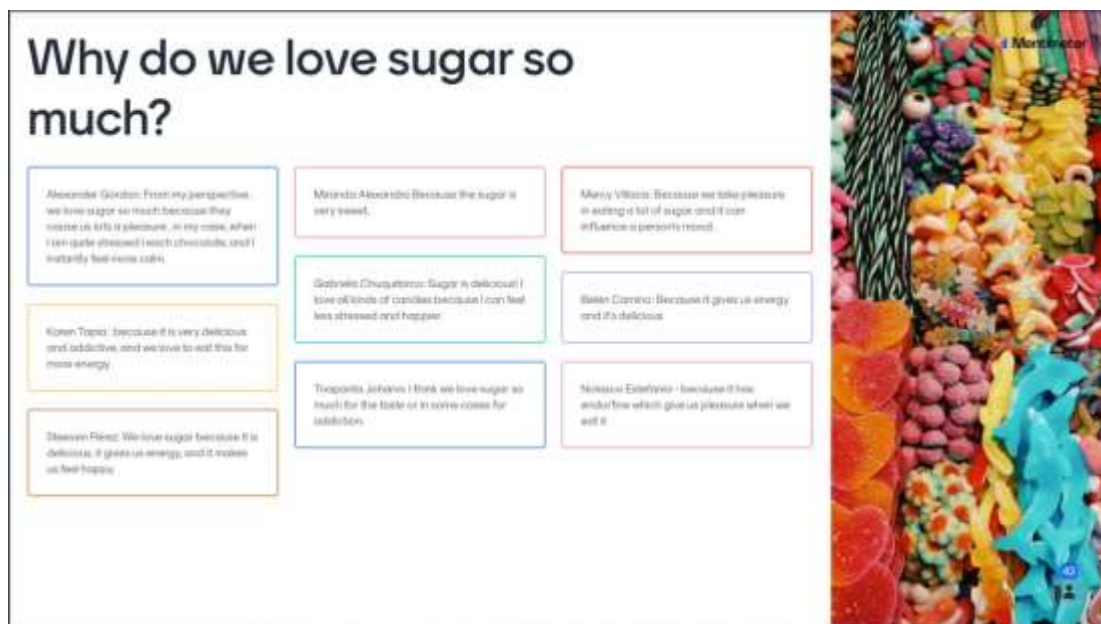 Why do we love sugar so
much?
Alexander Gordon: From my perspective,
we love sugar so much because they
cause us lots a pleasure, in my case, when
I am quite stressed I each chocolate, and I
instantly feel more calm.
Karen Tapia: because it is very delicious
and addictive, and we love to eat this for
more energy
Steeven Pérez: We love sugar because it is
delicious, it gives us energy, and it makes
us feel happy.
Miranda Alexandra Because the sugar is
very sweet.
Gabriela Chuquitarco: Sugar is delicious! I
love all kinds of candies because I can feel
less stressed and happier
Toapanta Johana: I think we love sugar so
much for the taste or in some cases for
addiction.
Mercy Villacis: Because we take pleasure
in eating a lot of sugar and it can
influence a person's mood.
Belén Camino: Because it gives us energy
and it's delicious
Estefania - because it has
endorfine which give us pleasure when we
eat it
Mentimeter